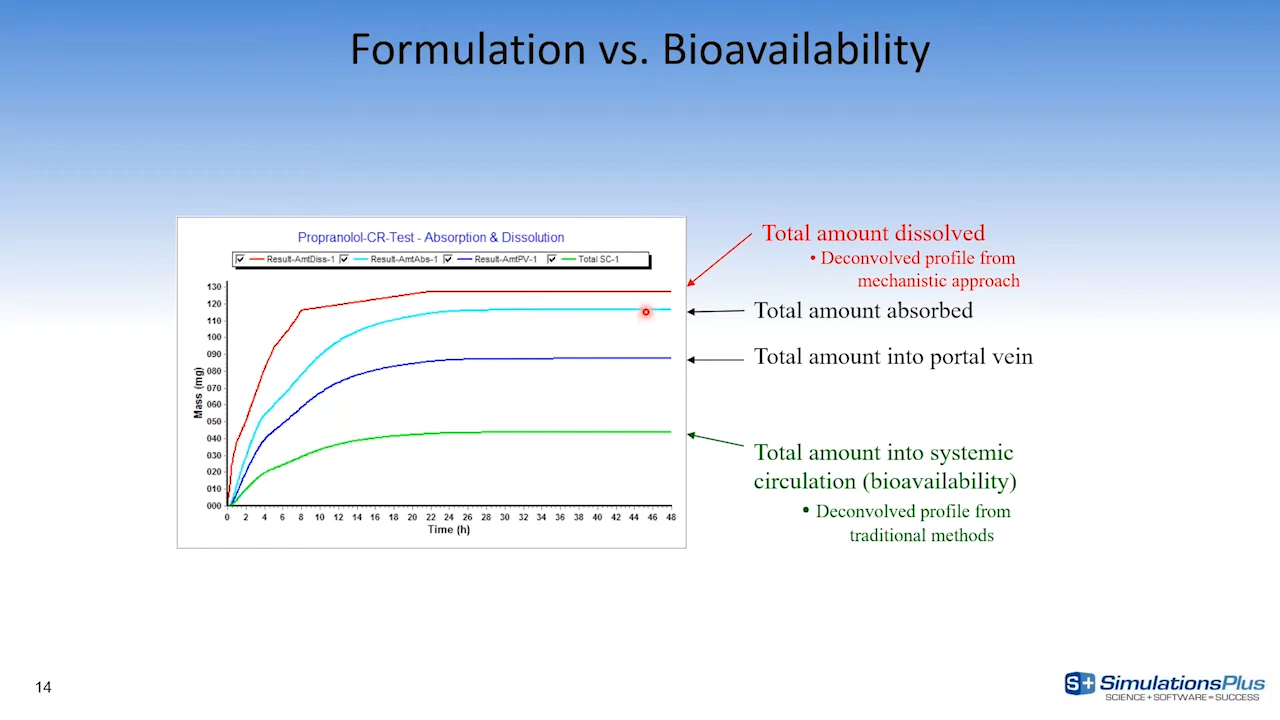 Formulation vs. Bioavailability
Propranolol-CR-Test - Absorption & Dissolution
Result-AmtDiss-1 Result-AmtAbs-1 Result-AmtPV-1 Total SC-1
130
120
110
100
090
080
070
060
050
040
030
020
010
000
Mass (mg)
0 2 4 6 8 10 12 14 16 18 20 22 24 26 28 30 32 34 36 38 40 42 44 46 48
Time (h)
Total amount dissolved
• Deconvolved profile from
mechanistic approach
Total amount absorbed
Total amount into portal vein
Total amount into systemic
circulation (bioavailability)
• Deconvolved profile from
traditional methods
14
S+ SimulationsPlus
SCIENCE + SOFTWARE = SUCCESS